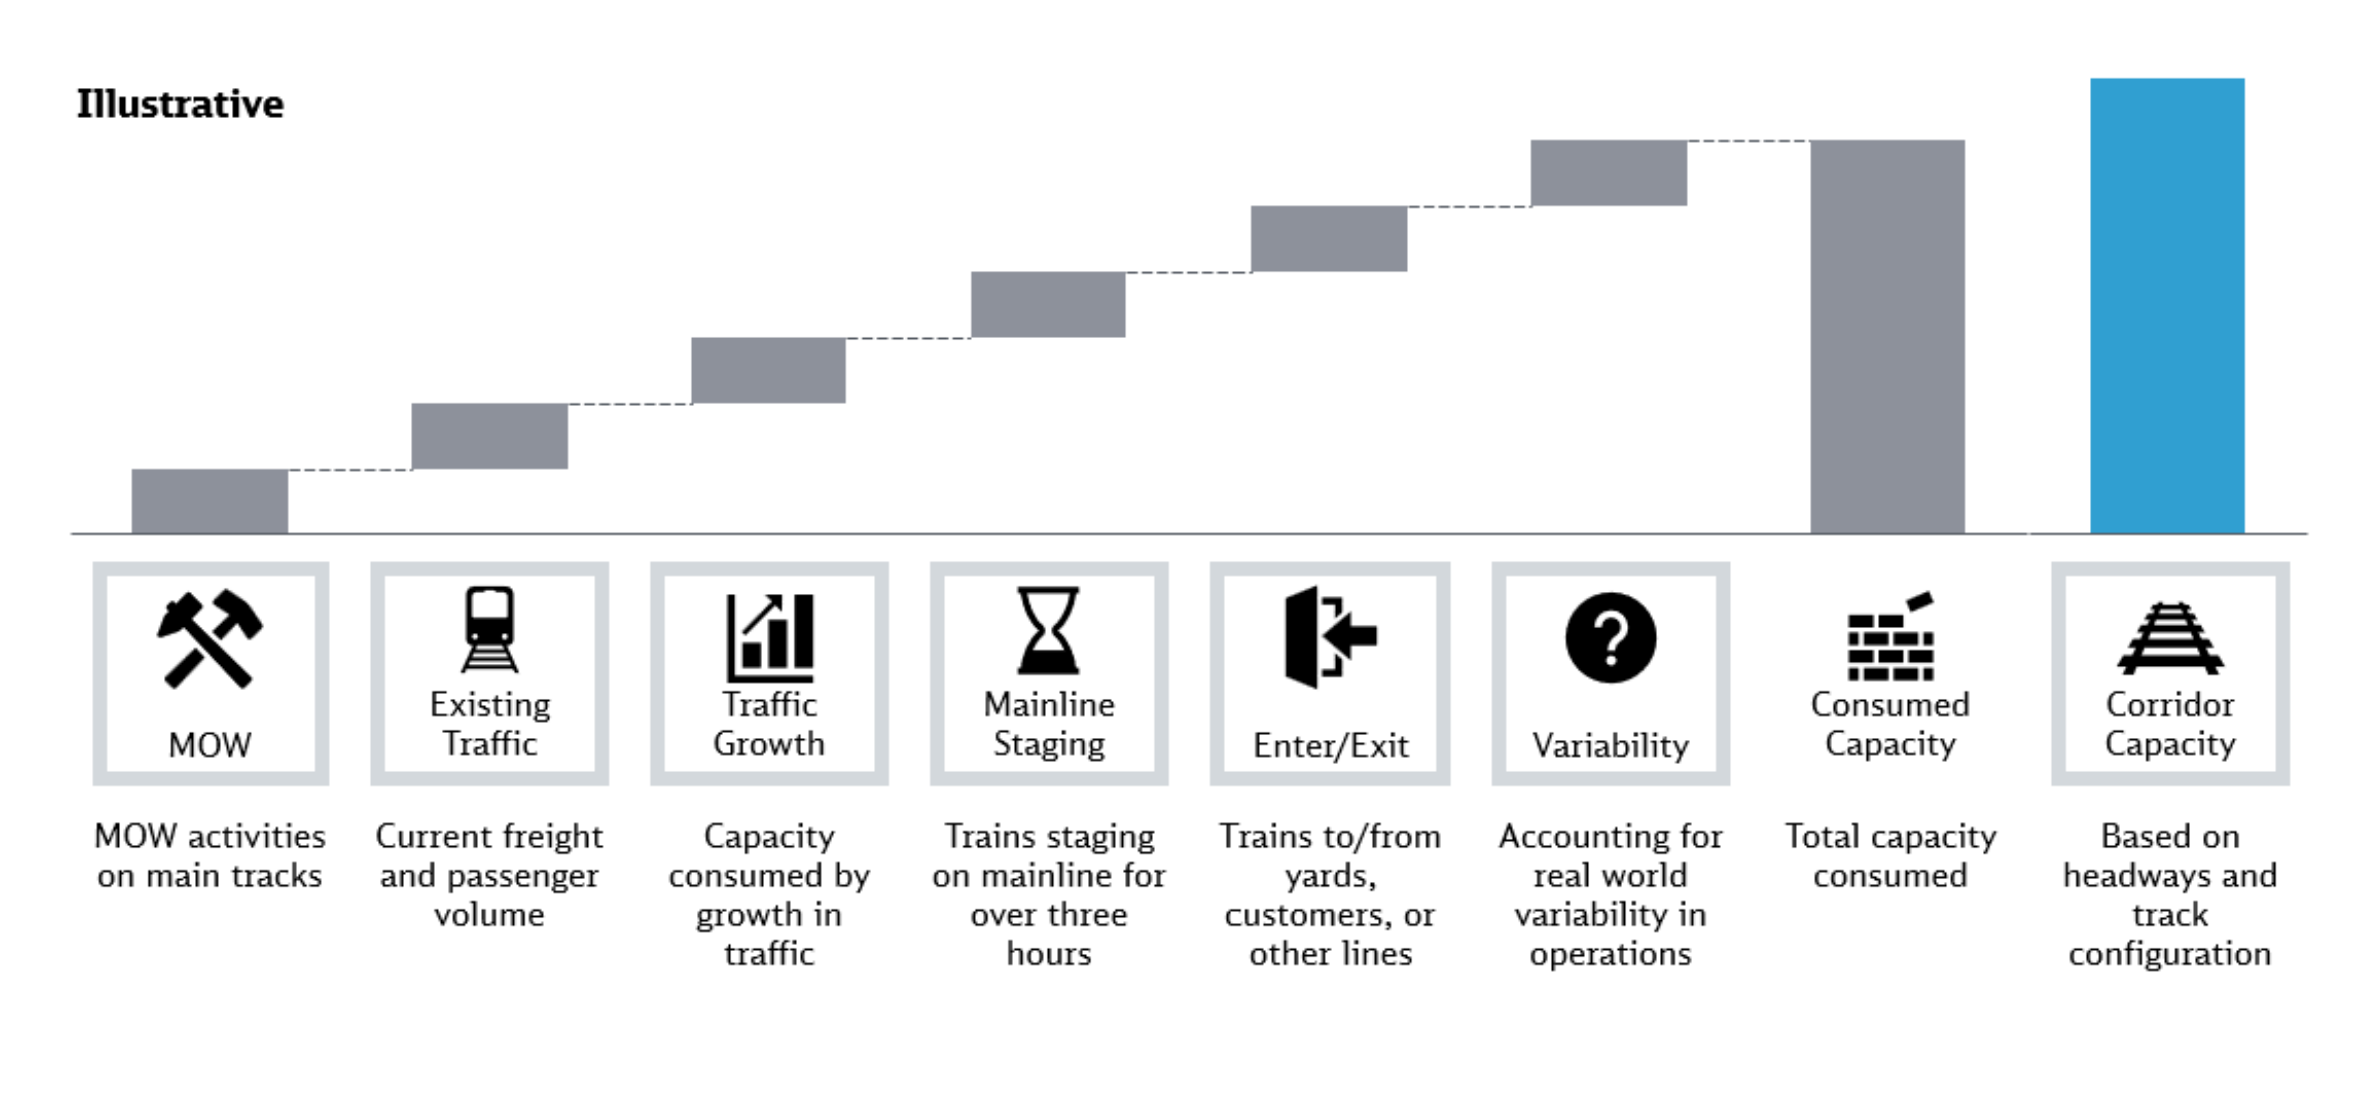 Illustrative
MOW
Existing
Traffic
Traffic
Growth
Mainline
Staging
Enter/Exit
Variability
Consumed
Capacity
Corridor
Capacity
MOW activities
on main tracks
Current freight
and passenger
volume
Capacity
consumed by
growth in
traffic
Trains staging
on mainline for
over three
hours
Trains to/from
yards,
customers, or
other lines
Accounting for
real world
variability in
operations
Total capacity
consumed
Based on
headways and
track
configuration